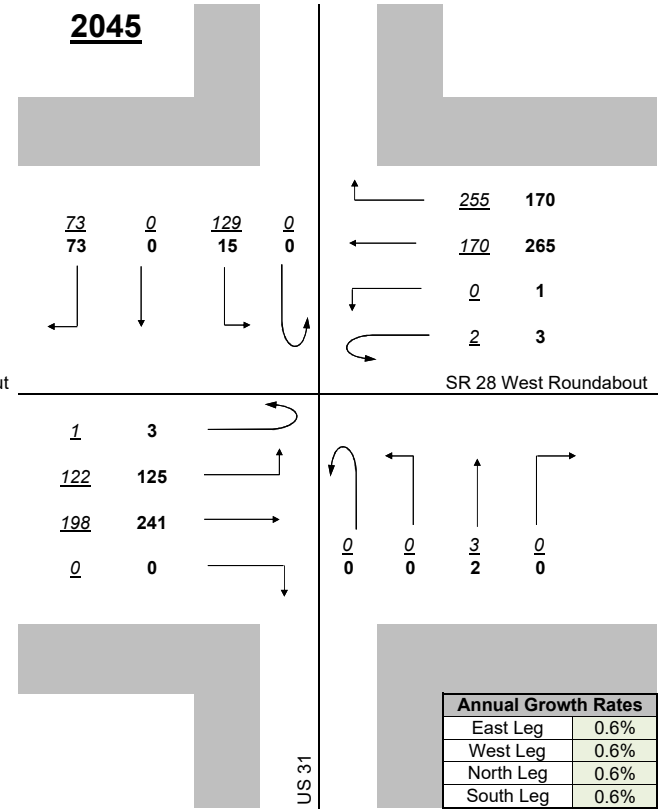 2045
73 0 129 0
73 0 15 0
255 170
170 265
0 1
2 3
SR 28 West Roundabout
1 3
122 125
198 241
0 0
0 0 3 0
0 0 2 0
US 31
Annual Growth Rates
East Leg 0.6%
West Leg 0.6%
North Leg 0.6%
South Leg 0.6%